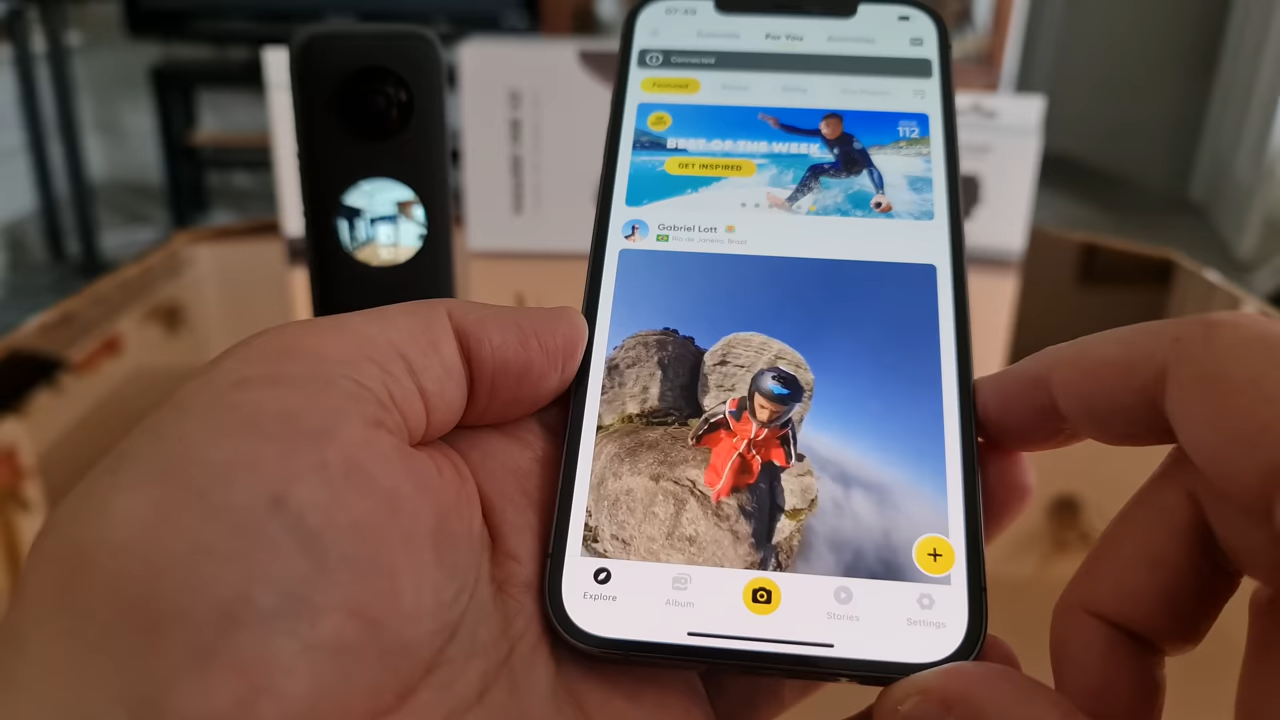 07:49
For You
Connected
Featured
112
BEST OF THE WEEK
GET INSPIRED
Gabriel Lott
Rio de Janeiro, Brazil
Explore
Album
Stories
Settings